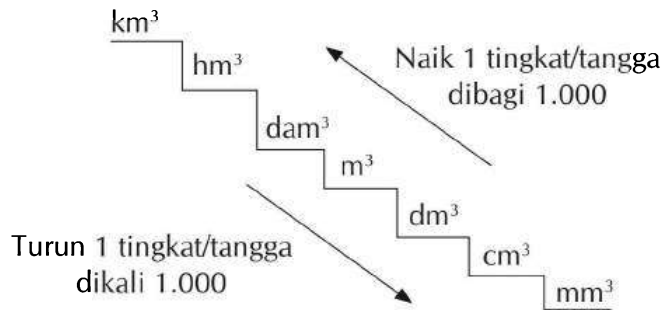 km³
hm³
Naik 1 tingkat/tangga
dibagi 1.000
dam³
m³
dm³
Turun 1 tingkat/tangga
dikali 1.000
cm³
mm³